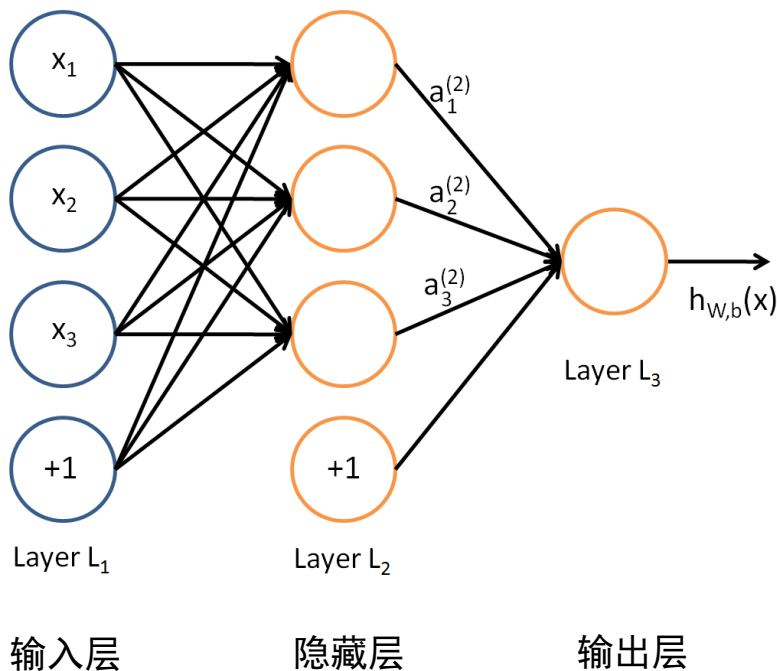 x₁
a₁⁽²⁾
x₂
a₂⁽²⁾
x₃
a₃⁽²⁾
h_W,b(x)
Layer L₃
+1
+1
Layer L₁
Layer L₂
输入层
隐藏层
输出层